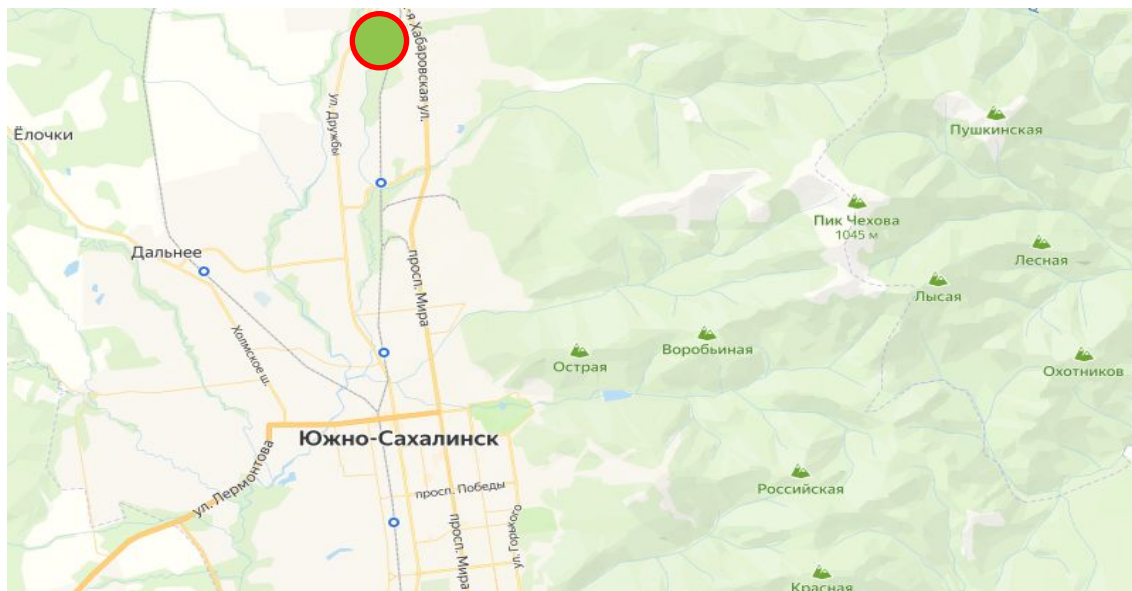 -я Хабаровская ул.
Пушкинская
ул. Дружбы
Ёлочки
Пик Чехова
1045 м
Дальнее
Лесная
просп. Мира
Лысая
Холмское ш.
Воробьиная
Острая
Охотников
Южно-Сахалинск
ул. Лермонтова
просп. Победы
Российская
ул. Горького
просп. Мира
Красная